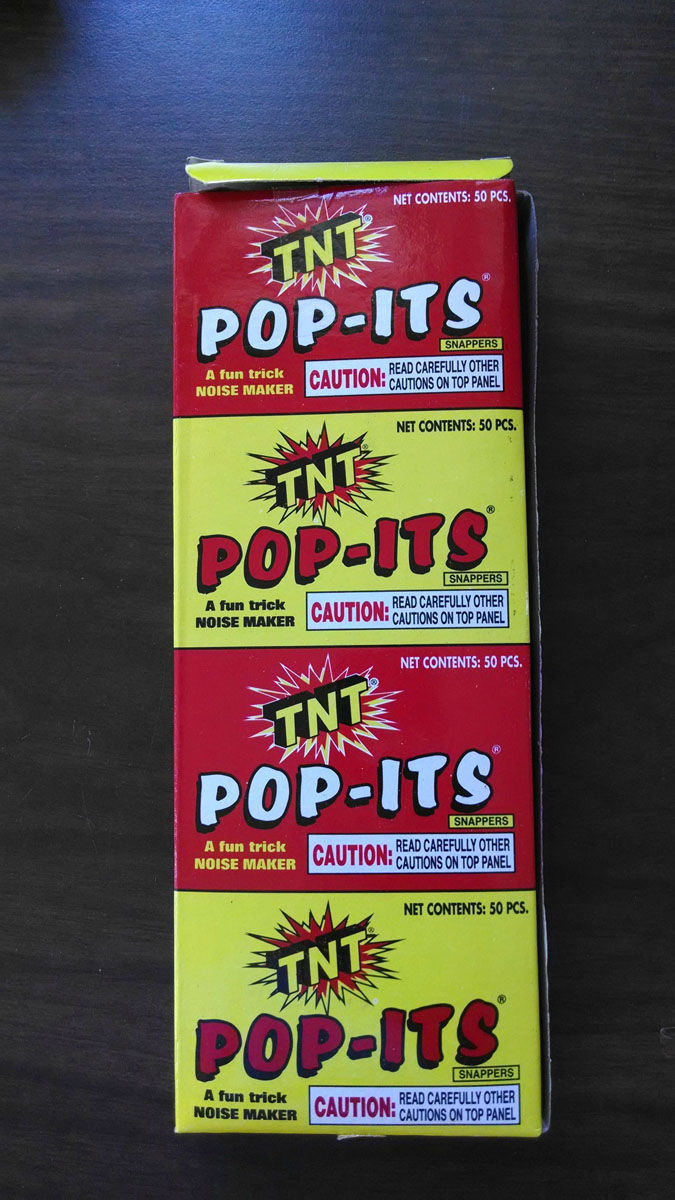 NET CONTENTS: 50 PCS.
TNT®
POP-ITS®
SNAPPERS
A fun trick
NOISE MAKER
CAUTION: READ CAREFULLY OTHER
CAUTIONS ON TOP PANEL
NET CONTENTS: 50 PCS.
TNT®
POP-ITS®
SNAPPERS
A fun trick
NOISE MAKER
CAUTION: READ CAREFULLY OTHER
CAUTIONS ON TOP PANEL
NET CONTENTS: 50 PCS.
TNT®
POP-ITS®
SNAPPERS
A fun trick
NOISE MAKER
CAUTION: READ CAREFULLY OTHER
CAUTIONS ON TOP PANEL
NET CONTENTS: 50 PCS.
TNT®
POP-ITS®
SNAPPERS
A fun trick
NOISE MAKER
CAUTION: READ CAREFULLY OTHER
CAUTIONS ON TOP PANEL